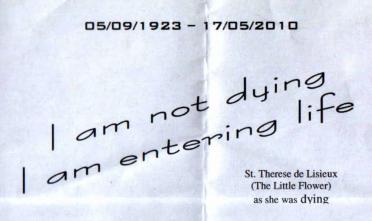 05/09/1923 - 17/05/2010
I am not dying
I am entering life
St. Therese de Lisieux
(The Little Flower)
as she was dying